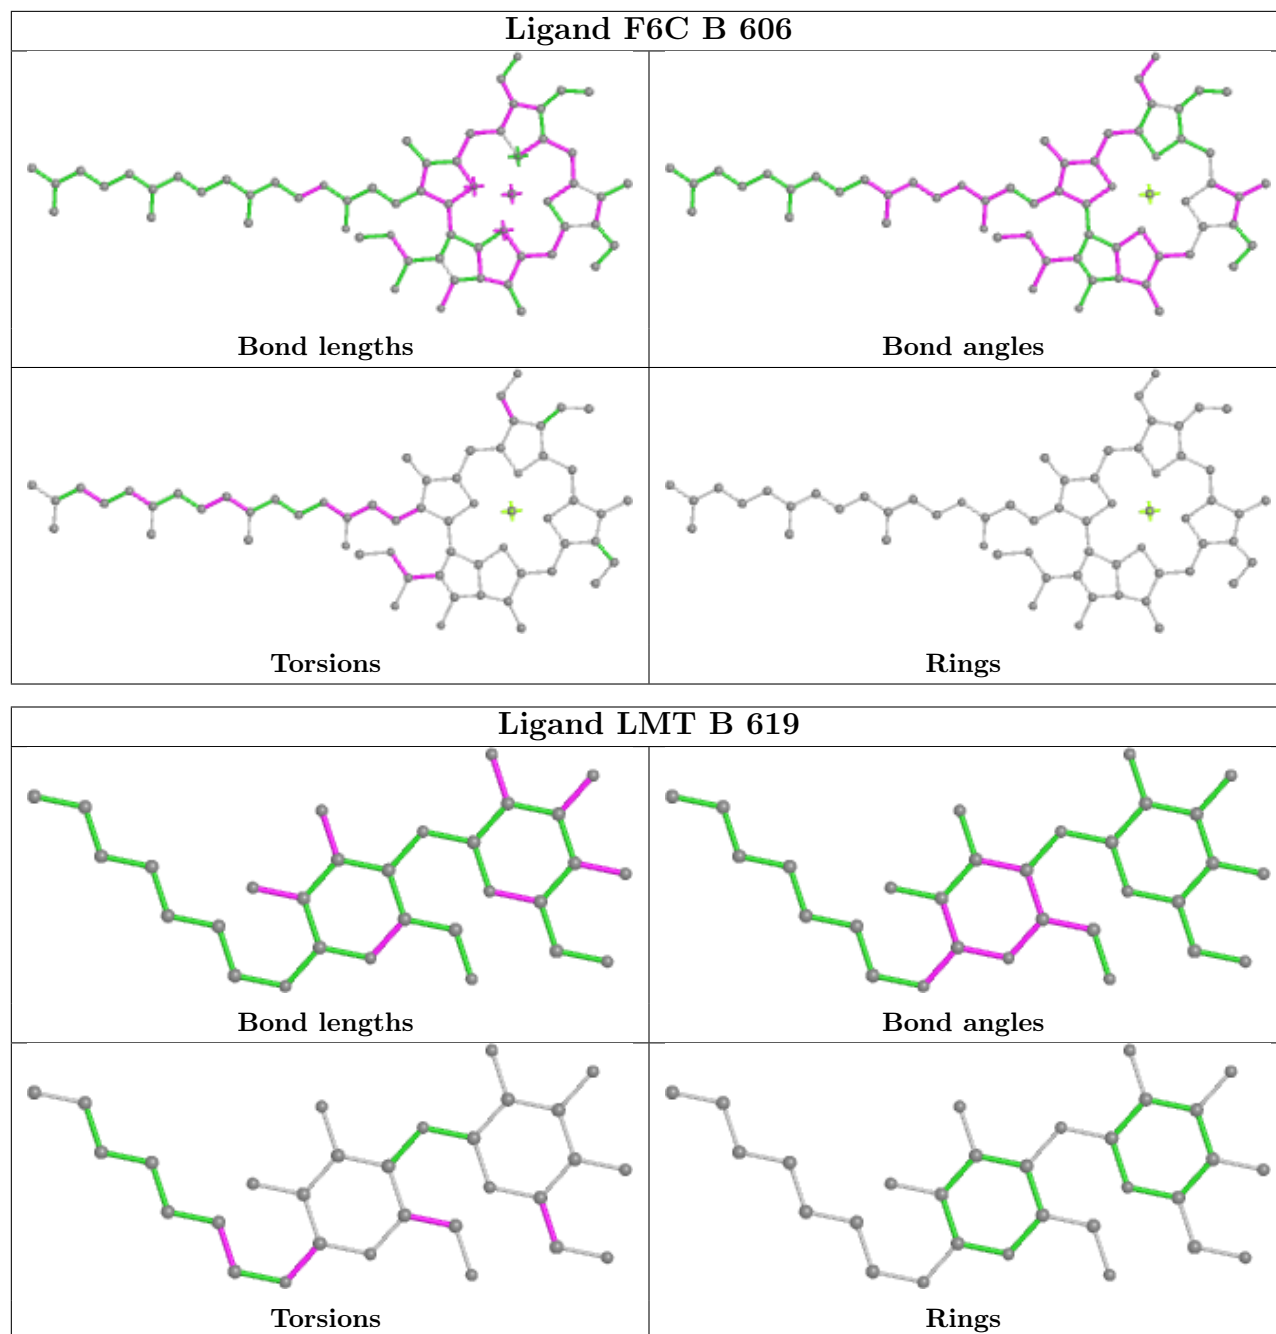 Ligand F6C B 606
Bond lengths
Bond angles
Torsions
Rings
Ligand LMT B 619
Bond lengths
Bond angles
Torsions
Rings